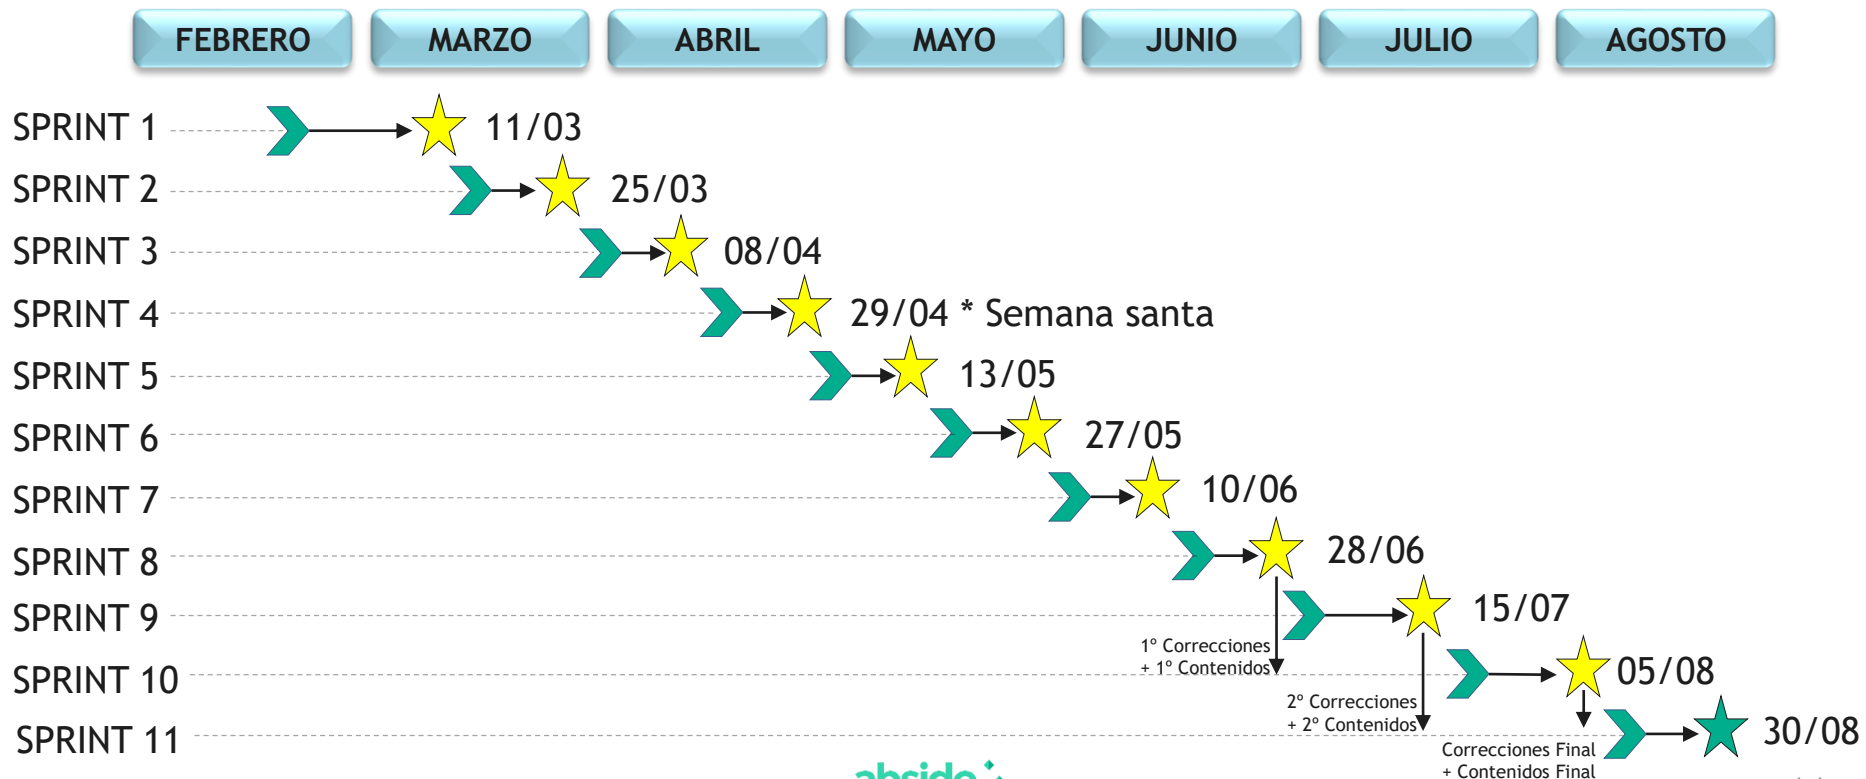 FEBRERO MARZO ABRIL MAYO JUNIO JULIO AGOSTO
SPRINT 1 11/03
SPRINT 2 25/03
SPRINT 3 08/04
SPRINT 4 29/04 * Semana santa
SPRINT 5 13/05
SPRINT 6 27/05
SPRINT 7 10/06
SPRINT 8 28/06
SPRINT 9 15/07
1º Correcciones
+ 1º Contenidos
SPRINT 10 05/08
2º Correcciones
+ 2º Contenidos
SPRINT 11 30/08
Correcciones Final
+ Contenidos Final
abside